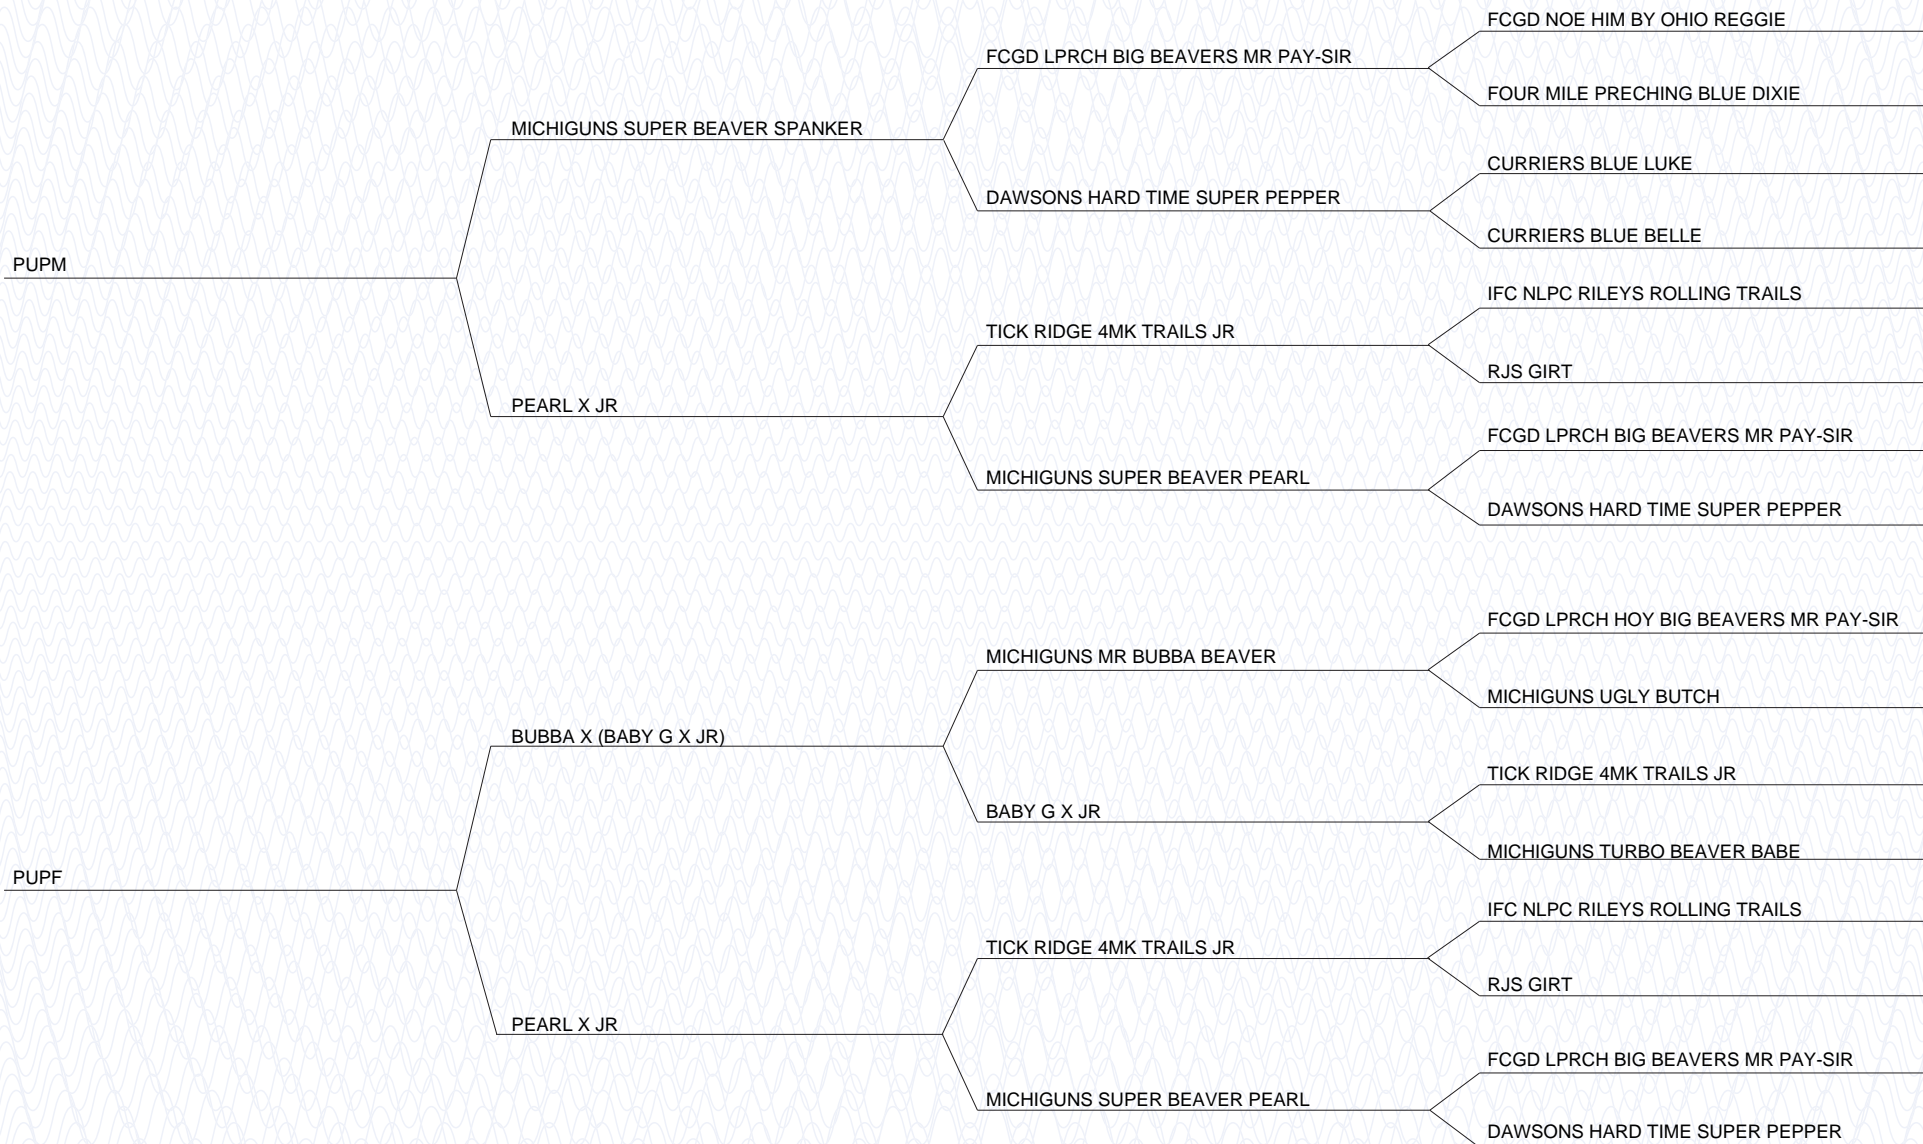 FCGD NOE HIM BY OHIO REGGIE
FCGD LPRCH BIG BEAVERS MR PAY-SIR
FOUR MILE PRECHING BLUE DIXIE
MICHIGUNS SUPER BEAVER SPANKER
CURRIERS BLUE LUKE
DAWSONS HARD TIME SUPER PEPPER
CURRIERS BLUE BELLE
PUPM
IFC NLPC RILEYS ROLLING TRAILS
TICK RIDGE 4MK TRAILS JR
RJS GIRT
PEARL X JR
FCGD LPRCH BIG BEAVERS MR PAY-SIR
MICHIGUNS SUPER BEAVER PEARL
DAWSONS HARD TIME SUPER PEPPER
FCGD LPRCH HOY BIG BEAVERS MR PAY-SIR
MICHIGUNS MR BUBBA BEAVER
MICHIGUNS UGLY BUTCH
BUBBA X (BABY G X JR)
TICK RIDGE 4MK TRAILS JR
BABY G X JR
MICHIGUNS TURBO BEAVER BABE
PUPF
IFC NLPC RILEYS ROLLING TRAILS
TICK RIDGE 4MK TRAILS JR
RJS GIRT
PEARL X JR
FCGD LPRCH BIG BEAVERS MR PAY-SIR
MICHIGUNS SUPER BEAVER PEARL
DAWSONS HARD TIME SUPER PEPPER